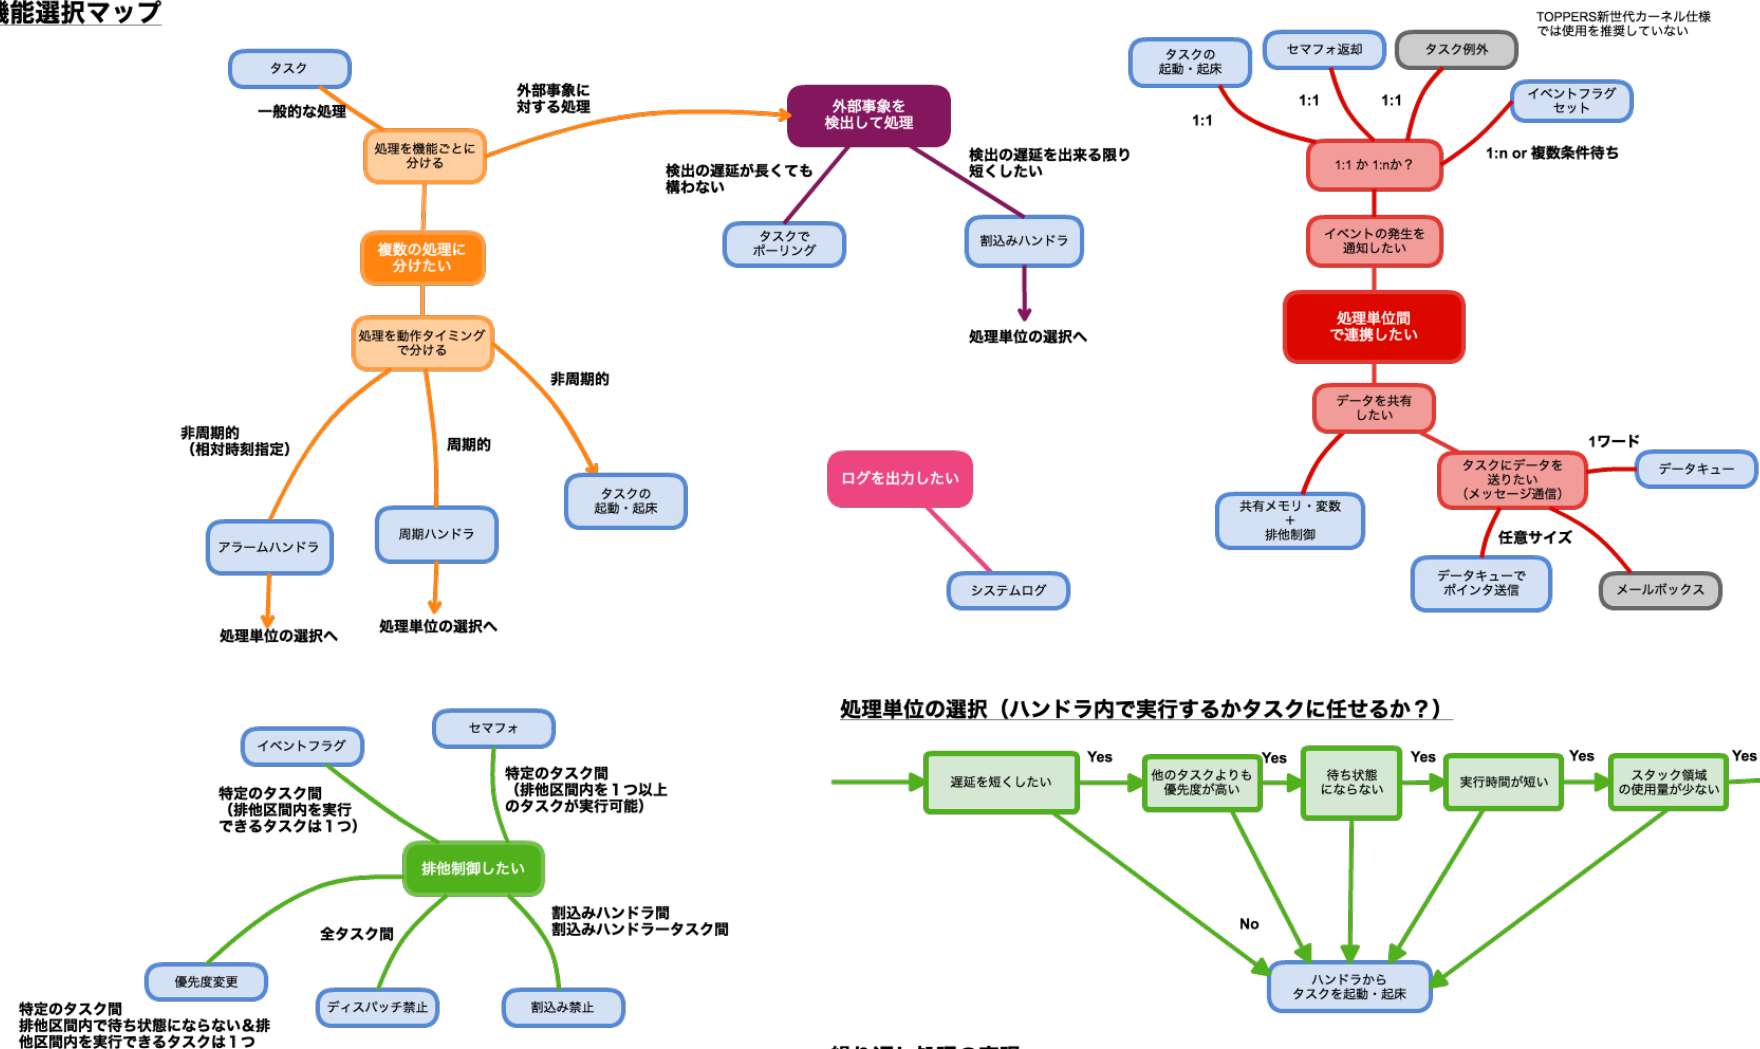 能選択マップ
タスク
一般的な処理
処理を機能ごとに
分ける
外部事象に
対する処理
外部事象を
検出して処理
検出の遅延が長くても
構わない
検出の遅延を出来る限り
短くしたい
タスクで
ポーリング
割込みハンドラ
処理単位の選択へ
複数の処理に
分けたい
処理を動作タイミング
で分ける
非周期的
（相対時刻指定）
周期的
非周期的
アラームハンドラ
周期ハンドラ
タスクの
起動・起床
処理単位の選択へ
処理単位の選択へ
ログを出力したい
システムログ
TOPPERS新世代カーネル仕様
では使用を推奨していない
タスクの
起動・起床
セマフォ返却
タスク例外
イベントフラグ
セット
1:1
1:1
1:1
1:n or 複数条件待ち
1:1 か 1:nか？
イベントの発生を
通知したい
処理単位間
で連携したい
データを共有
したい
共有メモリ・変数
＋
排他制御
タスクにデータを
送りたい
（メッセージ通信）
1ワード
データキュー
任意サイズ
データキューで
ポインタ送信
メールボックス
イベントフラグ
セマフォ
特定のタスク間
（排他区間内を実行
できるタスクは１つ）
特定のタスク間
（排他区間内を１つ以上
のタスクが実行可能）
排他制御したい
全タスク間
割込みハンドラ間
割込みハンドラータスク間
優先度変更
ディスパッチ禁止
割込み禁止
特定のタスク間
排他区間内で待ち状態にならない＆排
他区間内を実行できるタスクは１つ
処理単位の選択（ハンドラ内で実行するかタスクに任せるか？）
遅延を短くしたい
Yes
他のタスクよりも
優先度が高い
Yes
待ち状態
にならない
Yes
実行時間が短い
Yes
スタック領域
の使用量が少ない
Yes
No
ハンドラから
タスクを起動・起床